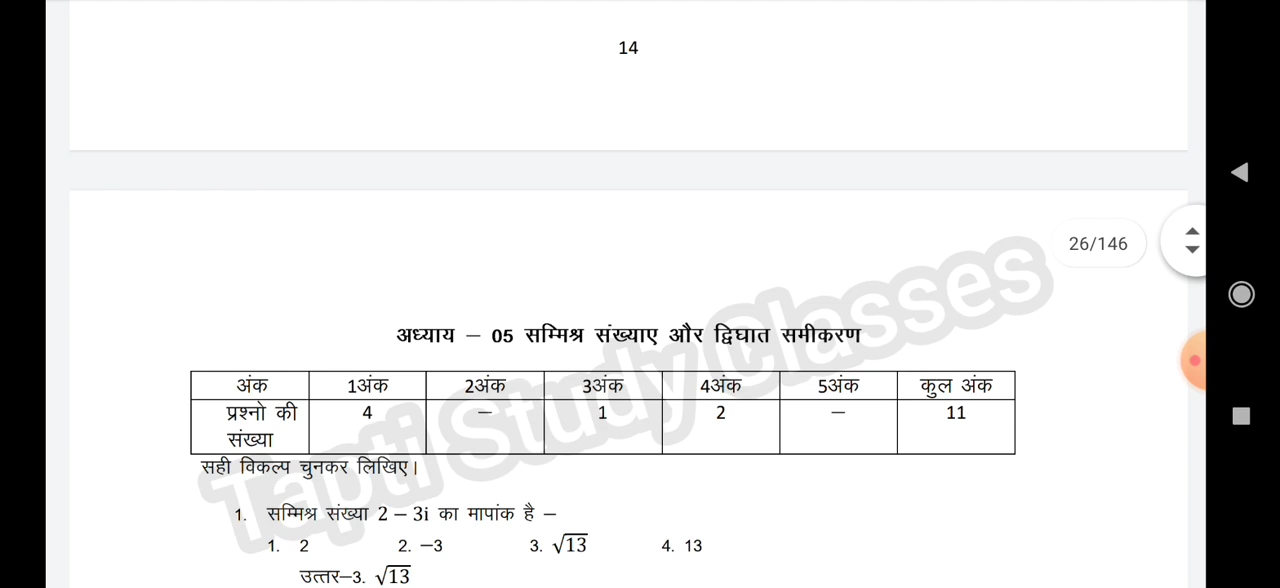 14
26/146
अध्याय – 05 सम्मिश्र संख्याए और द्विघात समीकरण
अंक 1अंक 2अंक 3अंक 4अंक 5अंक कुल अंक
प्रश्नो की संख्या 4 – 1 2 – 11
सही विकल्प चुनकर लिखिए।
1. सम्मिश्र संख्या 2 – 3i का मापांक है –
1. 2 2. –3 3. √13 4. 13
उत्तर–3. √13
Tapti Study Classes